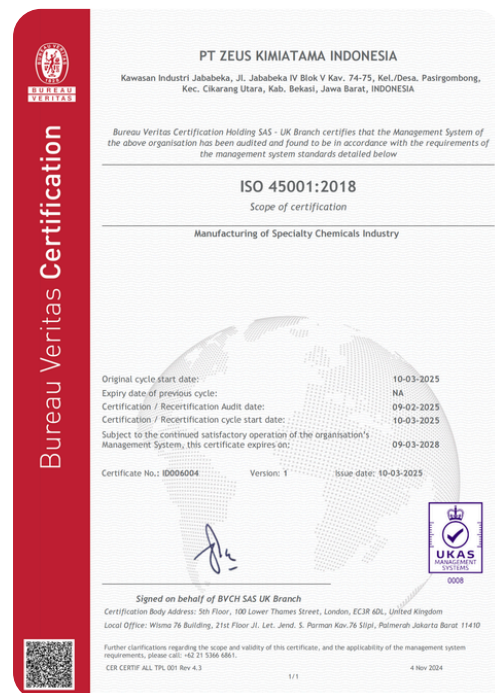 BUREAU
VERITAS
Bureau Veritas Certification
PT ZEUS KIMIATAMA INDONESIA
Kawasan Industri Jababeka, Jl. Jababeka IV Blok V Kav. 74-75, Kel./Desa. Pasirgombong,
Kec. Cikarang Utara, Kab. Bekasi, Jawa Barat, INDONESIA
Bureau Veritas Certification Holding SAS – UK Branch certifies that the Management System of
the above organisation has been audited and found to be in accordance with the requirements of
the management system standards detailed below
ISO 45001:2018
Scope of certification
Manufacturing of Specialty Chemicals Industry
Original cycle start date: 10-03-2025
Expiry date of previous cycle: NA
Certification / Recertification Audit date: 09-02-2025
Certification / Recertification cycle start date: 10-03-2025
Subject to the continued satisfactory operation of the organisation's
Management System, this certificate expires on: 09-03-2028
Certificate No.: ID006004 Version: 1 Issue date: 10-03-2025
UKAS
MANAGEMENT
SYSTEMS
0008
Signed on behalf of BVCH SAS UK Branch
Certification Body Address: 5th Floor, 100 Lower Thames Street, London, EC3R 6DL, United Kingdom
Local Office: Wisma 76 Building, 21st Floor Jl. Let. Jend. S. Parman Kav.76 Slipi, Palmerah Jakarta Barat 11410
Further clarifications regarding the scope and validity of this certificate, and the applicability of the management system
requirements, please call: +62 21 5366 6861.
CER CERTIF ALL TPL 001 Rev 4.3 4 Nov 2024
1/1